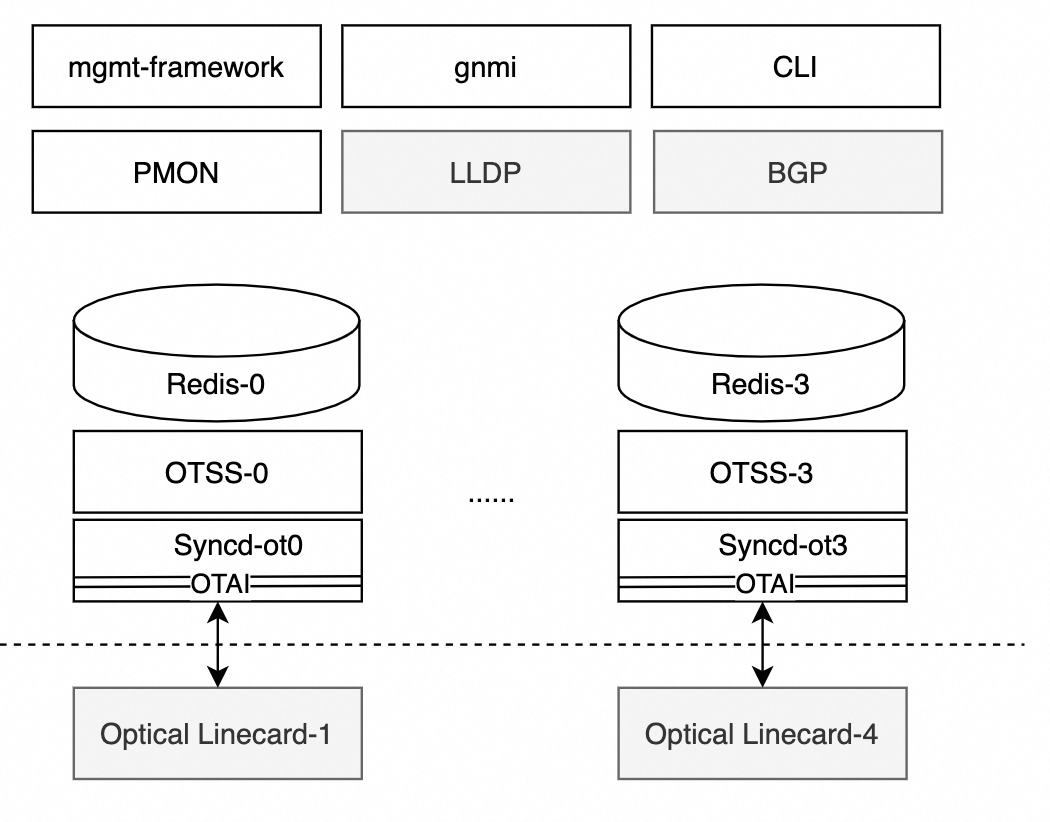 mgmt-framework
gnmi
CLI
PMON
LLDP
BGP
Redis-0
Redis-3
OTSS-0
OTSS-3
......
Syncd-ot0
Syncd-ot3
OTAI
OTAI
Optical Linecard-1
Optical Linecard-4